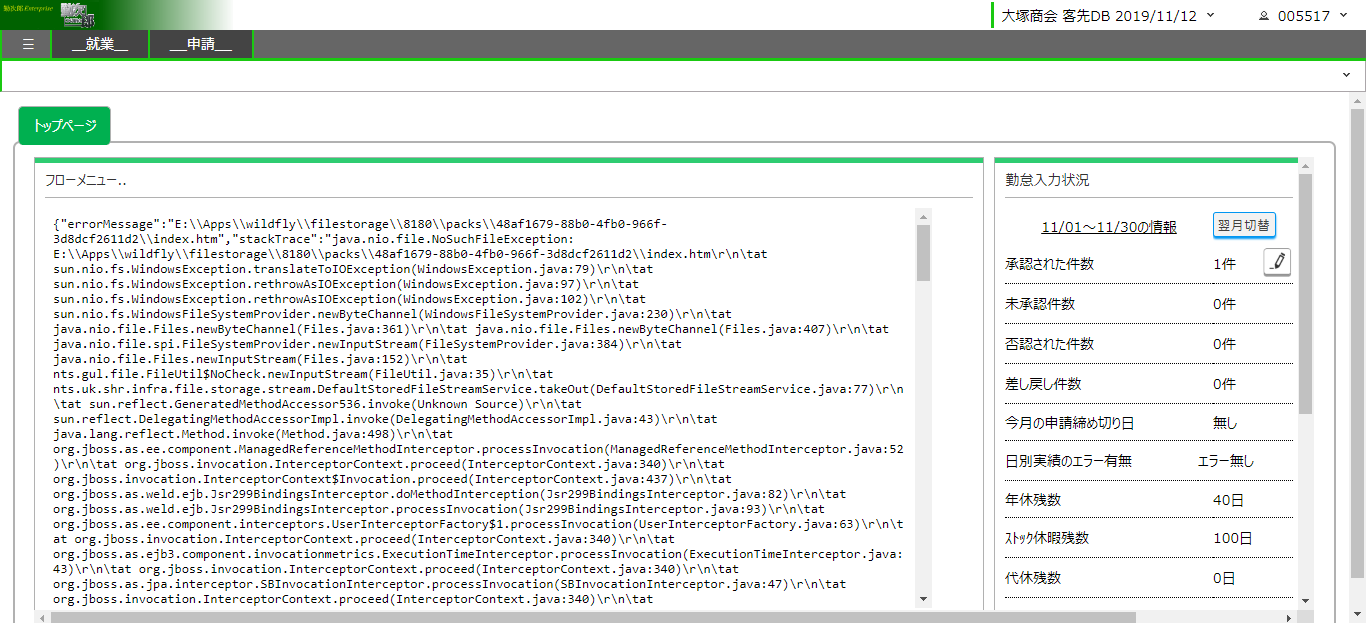 勤次郎 Enterprise
大塚商会 客先DB 2019/11/12
005517
☰
__就業__
__申請__
トップページ
フローメニュー..
{"errorMessage":"E:\\Apps\\wildfly\\filestorage\\8180\\packs\\48af1679-88b0-4fb0-966f-
3d8dcf2611d2\\index.htm","stackTrace":"java.nio.file.NoSuchFileException:
E:\\Apps\\wildfly\\filestorage\\8180\\packs\\48af1679-88b0-4fb0-966f-3d8dcf2611d2\\index.htm\r\n\tat
sun.nio.fs.WindowsException.translateToIOException(WindowsException.java:79)\r\n\tat
sun.nio.fs.WindowsException.rethrowAsIOException(WindowsException.java:97)\r\n\tat
sun.nio.fs.WindowsException.rethrowAsIOException(WindowsException.java:102)\r\n\tat
sun.nio.fs.WindowsFileSystemProvider.newByteChannel(WindowsFileSystemProvider.java:230)\r\n\tat
java.nio.file.Files.newByteChannel(Files.java:361)\r\n\tat java.nio.file.Files.newByteChannel(Files.java:407)\r\n\tat
java.nio.file.spi.FileSystemProvider.newInputStream(FileSystemProvider.java:384)\r\n\tat
java.nio.file.Files.newInputStream(Files.java:152)\r\n\tat
nts.gul.file.FileUtil$NoCheck.newInputStream(FileUtil.java:35)\r\n\tat
nts.uk.shr.infra.file.storage.stream.DefaultStoredFileStreamService.takeOut(DefaultStoredFileStreamService.java:77)\r\n
\tat sun.reflect.GeneratedMethodAccessor536.invoke(Unknown Source)\r\n\tat
sun.reflect.DelegatingMethodAccessorImpl.invoke(DelegatingMethodAccessorImpl.java:43)\r\n\tat
java.lang.reflect.Method.invoke(Method.java:498)\r\n\tat
org.jboss.as.ee.component.ManagedReferenceMethodInterceptor.processInvocation(ManagedReferenceMethodInterceptor.java:52
)\r\n\tat org.jboss.invocation.InterceptorContext.proceed(InterceptorContext.java:340)\r\n\tat
org.jboss.invocation.InterceptorContext$Invocation.proceed(InterceptorContext.java:437)\r\n\tat
org.jboss.as.weld.ejb.Jsr299BindingsInterceptor.doMethodInterception(Jsr299BindingsInterceptor.java:82)\r\n\tat
org.jboss.as.weld.ejb.Jsr299BindingsInterceptor.processInvocation(Jsr299BindingsInterceptor.java:93)\r\n\tat
org.jboss.as.ee.component.interceptors.UserInterceptorFactory$1.processInvocation(UserInterceptorFactory.java:63)\r\n\t
at org.jboss.invocation.InterceptorContext.proceed(InterceptorContext.java:340)\r\n\tat
org.jboss.as.ejb3.component.invocationmetrics.ExecutionTimeInterceptor.processInvocation(ExecutionTimeInterceptor.java:
43)\r\n\tat org.jboss.invocation.InterceptorContext.proceed(InterceptorContext.java:340)\r\n\tat
org.jboss.as.jpa.interceptor.SBInvocationInterceptor.processInvocation(SBInvocationInterceptor.java:47)\r\n\tat
org.jboss.invocation.InterceptorContext.proceed(InterceptorContext.java:340)\r\n\tat
勤怠入力状況
11/01～11/30の情報 翌月切替
承認された件数 1件
未承認件数 0件
否認された件数 0件
差し戻し件数 0件
今月の申請締め切り日 無し
日別実績のエラー有無 エラー無し
年休残数 40日
ｽﾄｯｸ休暇残数 100日
代休残数 0日